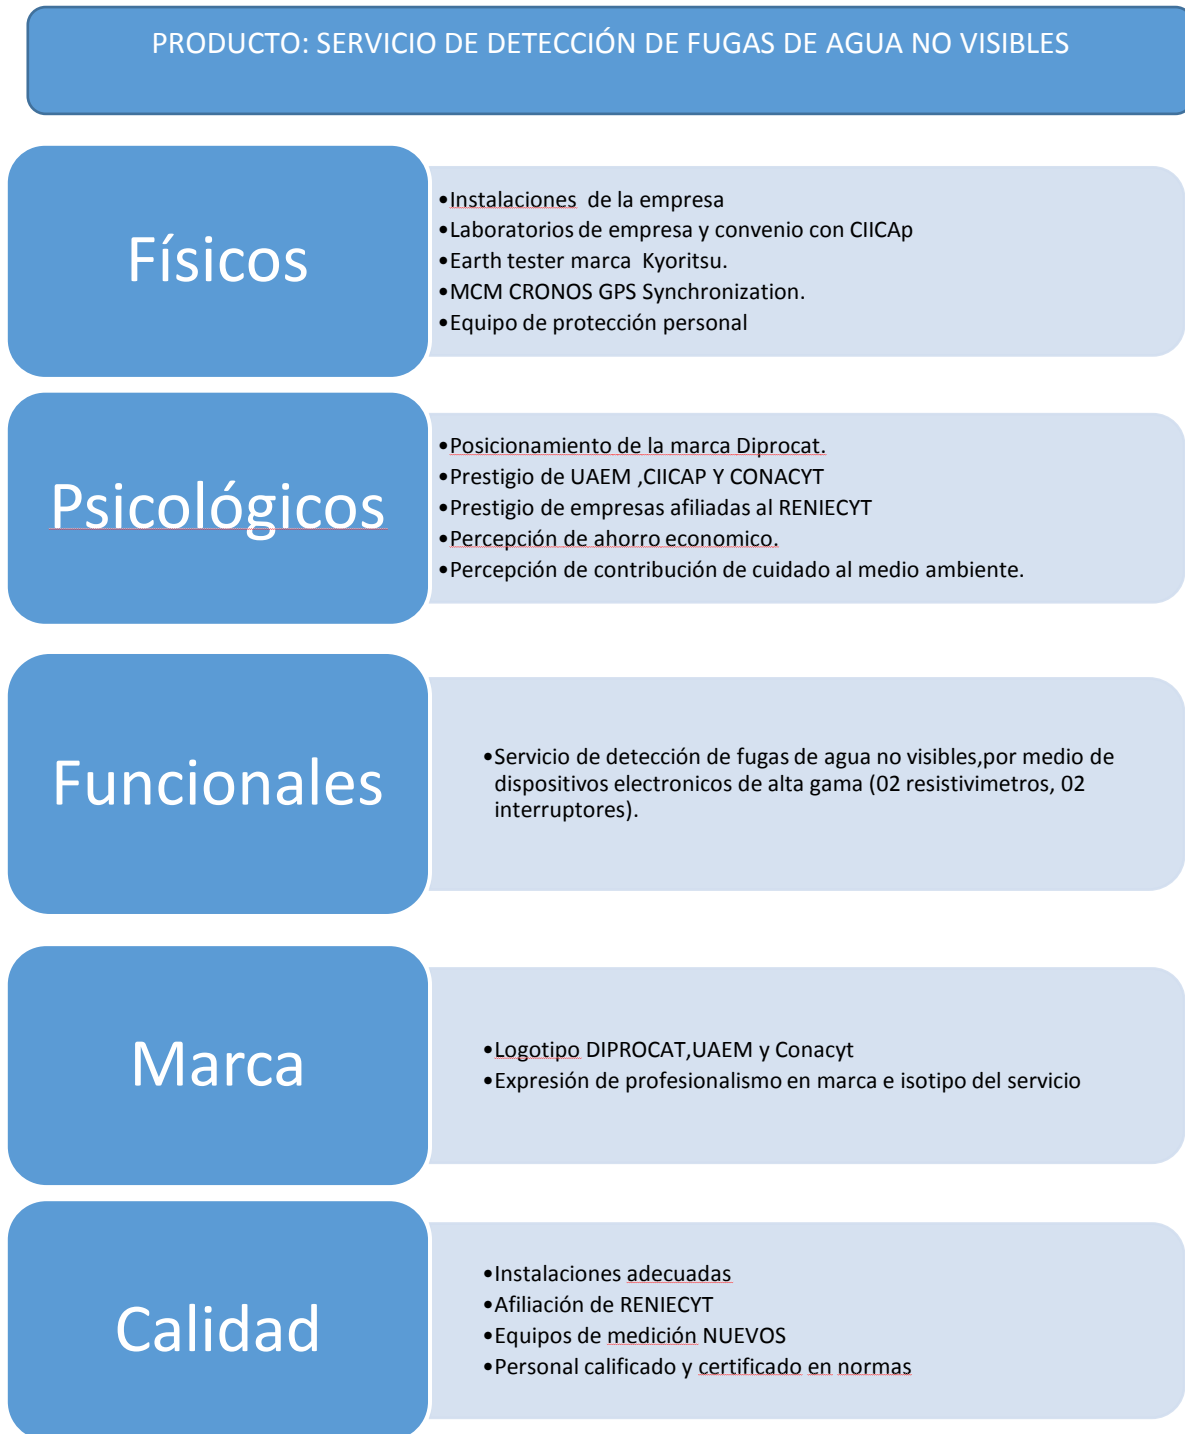 PRODUCTO: SERVICIO DE DETECCIÓN DE FUGAS DE AGUA NO VISIBLES
Físicos
•Instalaciones de la empresa
•Laboratorios de empresa y convenio con CIICAp
•Earth tester marca Kyoritsu.
•MCM CRONOS GPS Synchronization.
•Equipo de protección personal
Psicológicos
•Posicionamiento de la marca Diprocat.
•Prestigio de UAEM ,CIICAP Y CONACYT
•Prestigio de empresas afiliadas al RENIECYT
•Percepción de ahorro economico.
•Percepción de contribución de cuidado al medio ambiente.
Funcionales
•Servicio de detección de fugas de agua no visibles,por medio de
dispositivos electronicos de alta gama (02 resistivimetros, 02
interruptores).
Marca
•Logotipo DIPROCAT,UAEM y Conacyt
•Expresión de profesionalismo en marca e isotipo del servicio
Calidad
•Instalaciones adecuadas
•Afiliación de RENIECYT
•Equipos de medición NUEVOS
•Personal calificado y certificado en normas